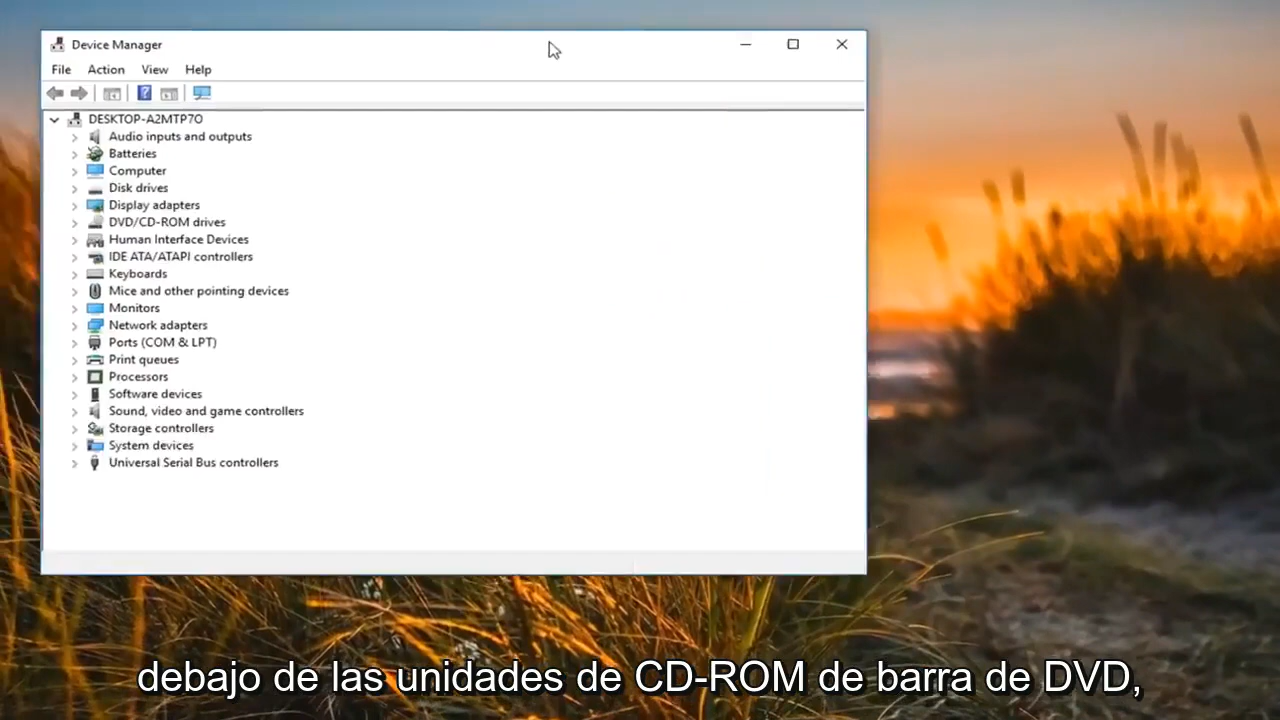 Device Manager
File Action View Help
DESKTOP-A2MTP7O
Audio inputs and outputs
Batteries
Computer
Disk drives
Display adapters
DVD/CD-ROM drives
Human Interface Devices
IDE ATA/ATAPI controllers
Keyboards
Mice and other pointing devices
Monitors
Network adapters
Ports (COM & LPT)
Print queues
Processors
Software devices
Sound, video and game controllers
Storage controllers
System devices
Universal Serial Bus controllers
debajo de las unidades de CD-ROM de barra de DVD,